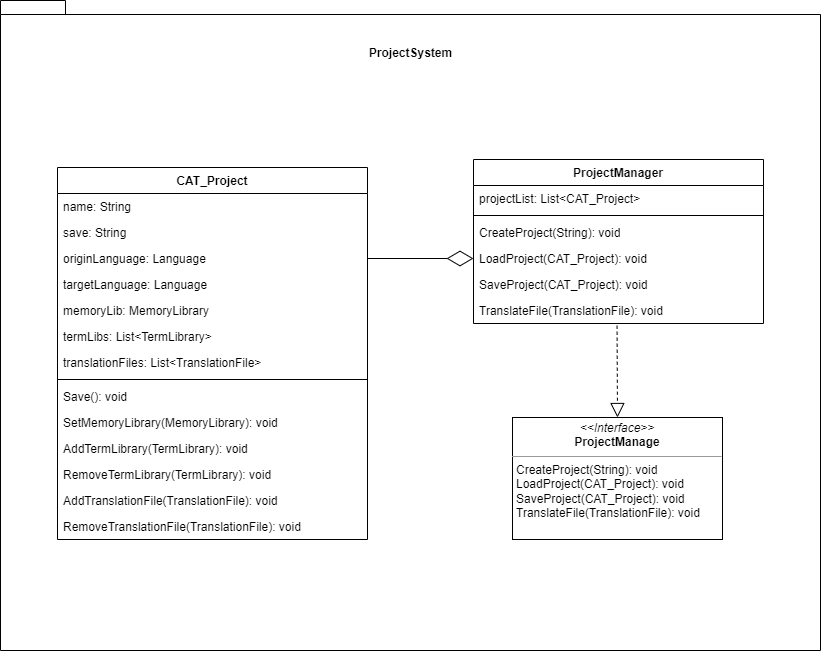 ProjectSystem
CAT_Project
name: String
save: String
originLanguage: Language
targetLanguage: Language
memoryLib: MemoryLibrary
termLibs: List<TermLibrary>
translationFiles: List<TranslationFile>
Save(): void
SetMemoryLibrary(MemoryLibrary): void
AddTermLibrary(TermLibrary): void
RemoveTermLibrary(TermLibrary): void
AddTranslationFile(TranslationFile): void
RemoveTranslationFile(TranslationFile): void
ProjectManager
projectList: List<CAT_Project>
CreateProject(String): void
LoadProject(CAT_Project): void
SaveProject(CAT_Project): void
TranslateFile(TranslationFile): void
<<Interface>>
ProjectManage
CreateProject(String): void
LoadProject(CAT_Project): void
SaveProject(CAT_Project): void
TranslateFile(TranslationFile): void